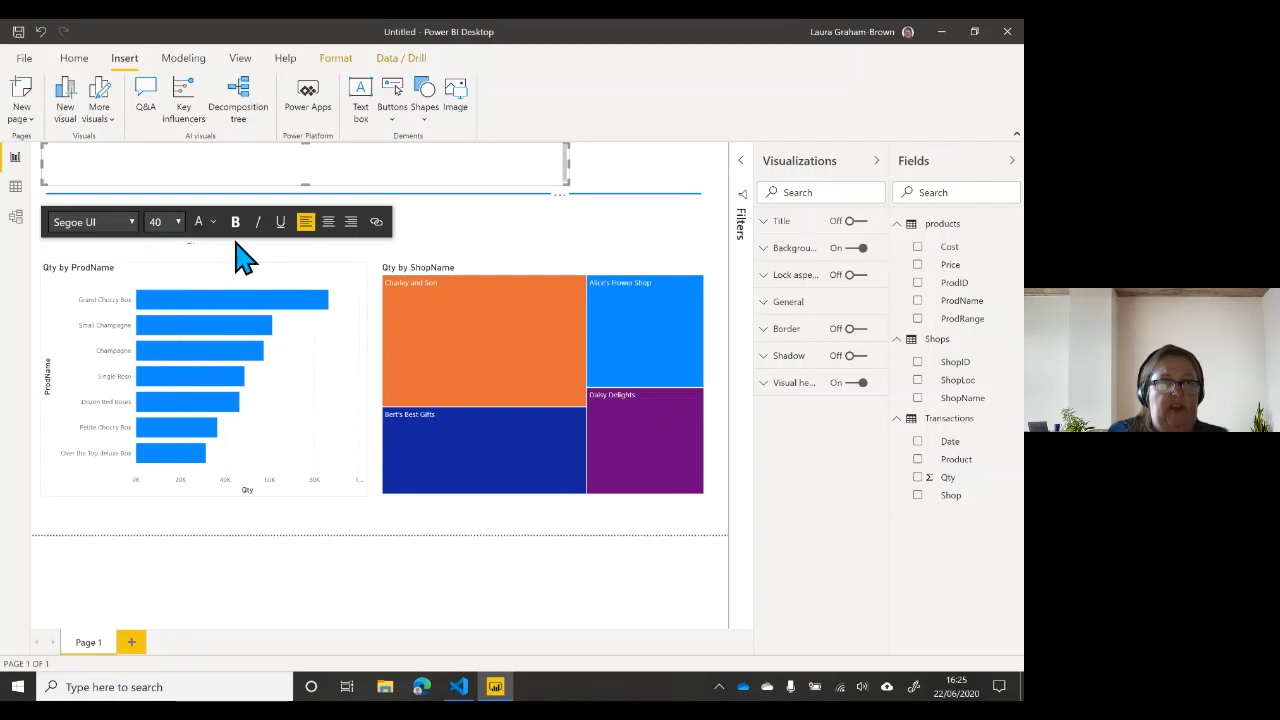 Untitled - Power BI Desktop
Laura Graham-Brown
File
Home
Insert
Modeling
View
Help
Format
Data / Drill
New page
New visual
More visuals
Q&A
Key influencers
Decomposition tree
Power Apps
Text box
Buttons
Shapes
Image
Pages
Visuals
AI visuals
Power Platform
Elements
Segoe UI
40
A
B
/
U
Qty by ProdName
Grand Choccy Box
Small Champagne
Champagne
Single Rose
Dozen Red Roses
Petite Choccy Box
Over the Top deluxe Box
ProdName
0K
20K
40K
60K
80K
1...
Qty
Qty by ShopName
Charley and Son
Alice's Flower Shop
Bert's Best Gifts
Daisy Delights
Filters
Visualizations
Search
Title
Off
Backgrou...
On
Lock aspe...
Off
General
Border
Off
Shadow
Off
Visual he...
On
Fields
Search
products
Cost
Price
ProdID
ProdName
ProdRange
Shops
ShopID
ShopLoc
ShopName
Transactions
Date
Product
Σ Qty
Shop
Page 1
PAGE 1 OF 1
Type here to search
16:25
22/06/2020